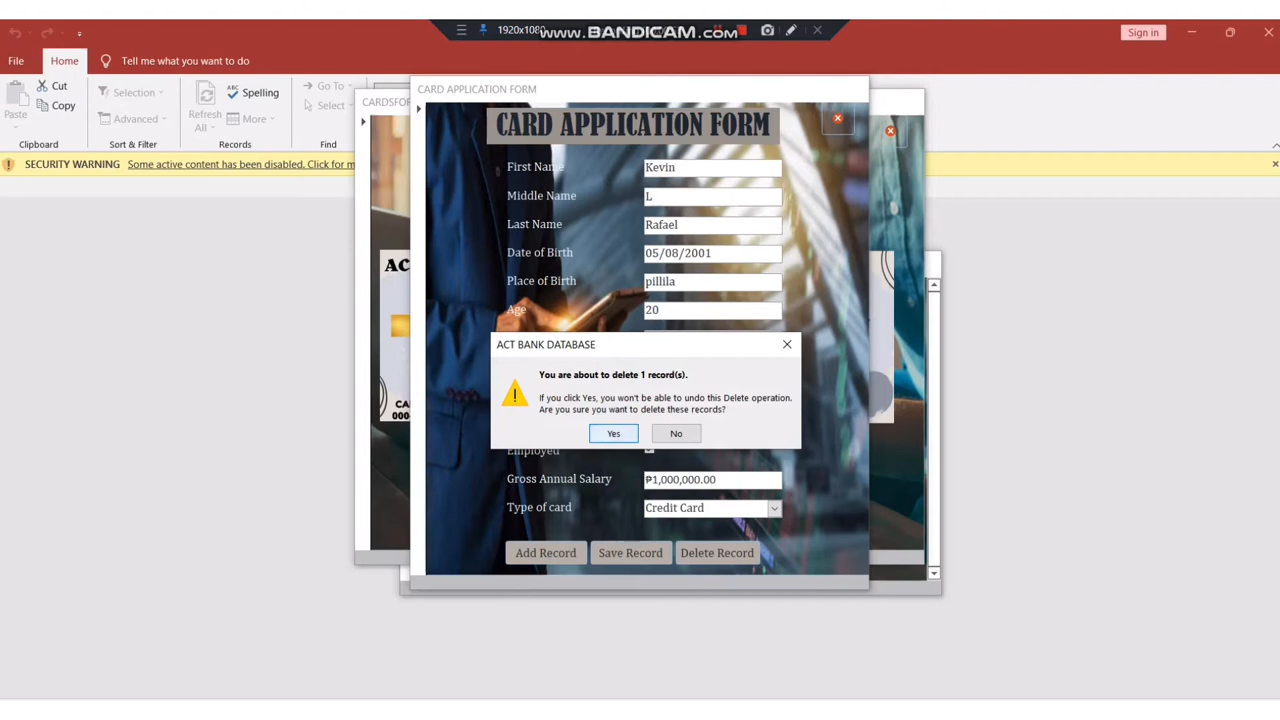 1920x1080
www.BANDICAM.com
Sign in
File
Home
Tell me what you want to do
Paste
Cut
Copy
Clipboard
Selection
Advanced
Sort & Filter
Refresh
All
ABC
Spelling
More
Records
Go To
Select
Find
SECURITY WARNING Some active content has been disabled. Click for m
CARDSFOR
CARD APPLICATION FORM
CARD APPLICATION FORM
First Name Kevin
Middle Name L
Last Name Rafael
Date of Birth 05/08/2001
Place of Birth pillila
Age 20
AC
CA
000
ACT BANK DATABASE
You are about to delete 1 record(s).
If you click Yes, you won't be able to undo this Delete operation.
Are you sure you want to delete these records?
Yes No
Employed
Gross Annual Salary ₱1,000,000.00
Type of card Credit Card
Add Record Save Record Delete Record